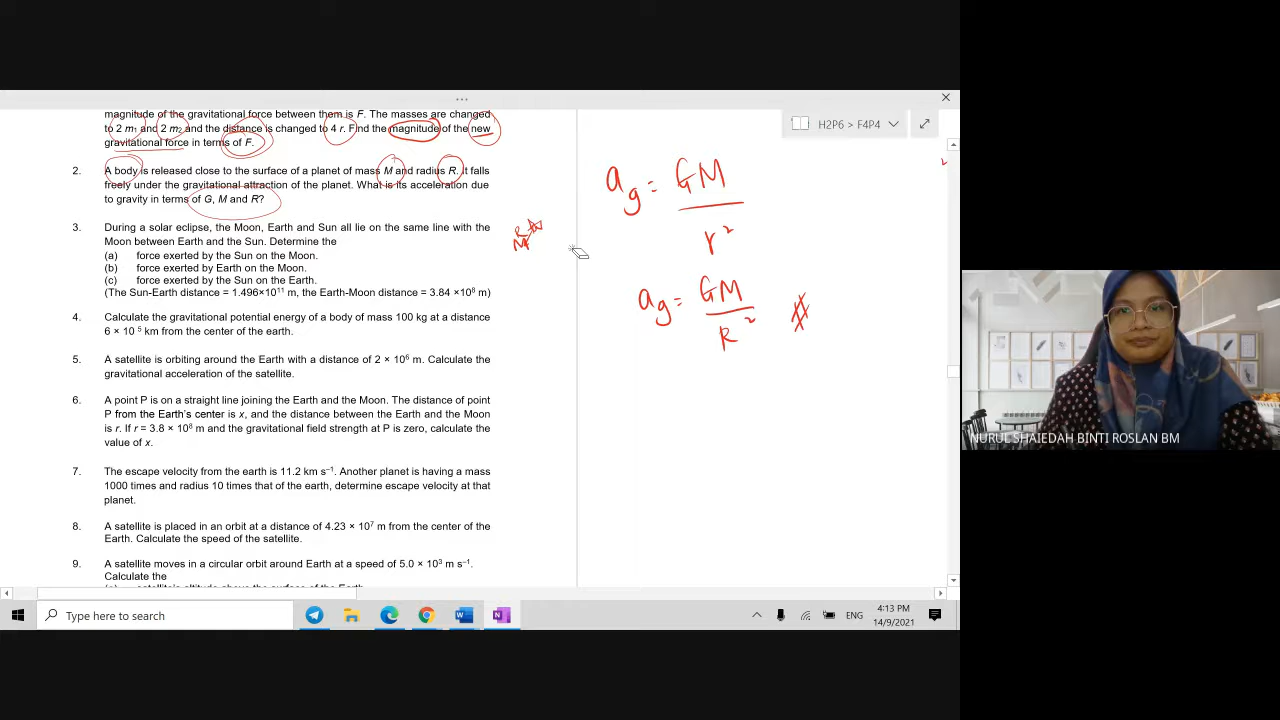 magnitude of the gravitational force between them is F. The masses are changed
to 2 m1 and 2 m2 and the distance is changed to 4 r. Find the magnitude of the new
gravitational force in terms of F.
2. A body is released close to the surface of a planet of mass M and radius R. It falls
freely under the gravitational attraction of the planet. What is its acceleration due
to gravity in terms of G, M and R?
3. During a solar eclipse, the Moon, Earth and Sun all lie on the same line with the
Moon between Earth and the Sun. Determine the
(a) force exerted by the Sun on the Moon.
(b) force exerted by Earth on the Moon.
(c) force exerted by the Sun on the Earth.
(The Sun-Earth distance = 1.496×10¹¹ m, the Earth-Moon distance = 3.84 ×10⁸ m)
4. Calculate the gravitational potential energy of a body of mass 100 kg at a distance
6 × 10 ⁵ km from the center of the earth.
5. A satellite is orbiting around the Earth with a distance of 2 × 10⁶ m. Calculate the
gravitational acceleration of the satellite.
6. A point P is on a straight line joining the Earth and the Moon. The distance of point
P from the Earth's center is x, and the distance between the Earth and the Moon
is r. If r = 3.8 × 10⁸ m and the gravitational field strength at P is zero, calculate the
value of x.
7. The escape velocity from the earth is 11.2 km s⁻¹. Another planet is having a mass
1000 times and radius 10 times that of the earth, determine escape velocity at that
planet.
8. A satellite is placed in an orbit at a distance of 4.23 × 10⁷ m from the center of the
Earth. Calculate the speed of the satellite.
9. A satellite moves in a circular orbit around Earth at a speed of 5.0 × 10³ m s⁻¹.
Calculate the
(a) satellite's altitude above the surface of the Earth.
H2P6 > F4P4
a_g = GM
r²
a_g = GM
R²
NURUL SHAIEDAH BINTI ROSLAN BM
Type here to search
ENG
4:13 PM
14/9/2021